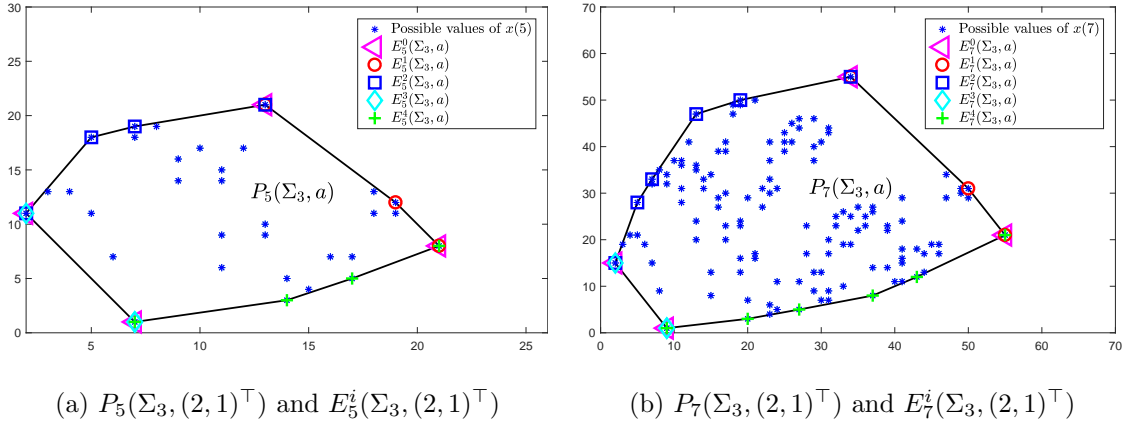 30
25
20
15
10
5
0
5
10
15
20
25
Possible values of x(5)
E_5^0(Σ_3, a)
E_5^1(Σ_3, a)
E_5^2(Σ_3, a)
E_5^3(Σ_3, a)
E_5^4(Σ_3, a)
P_5(Σ_3, a)
70
60
50
40
30
20
10
0
0
10
20
30
40
50
60
70
Possible values of x(7)
E_7^0(Σ_3, a)
E_7^1(Σ_3, a)
E_7^2(Σ_3, a)
E_7^3(Σ_3, a)
E_7^4(Σ_3, a)
P_7(Σ_3, a)
(a) P_5(Σ_3, (2, 1)^⊤) and E_5^i(Σ_3, (2, 1)^⊤)
(b) P_7(Σ_3, (2, 1)^⊤) and E_7^i(Σ_3, (2, 1)^⊤)